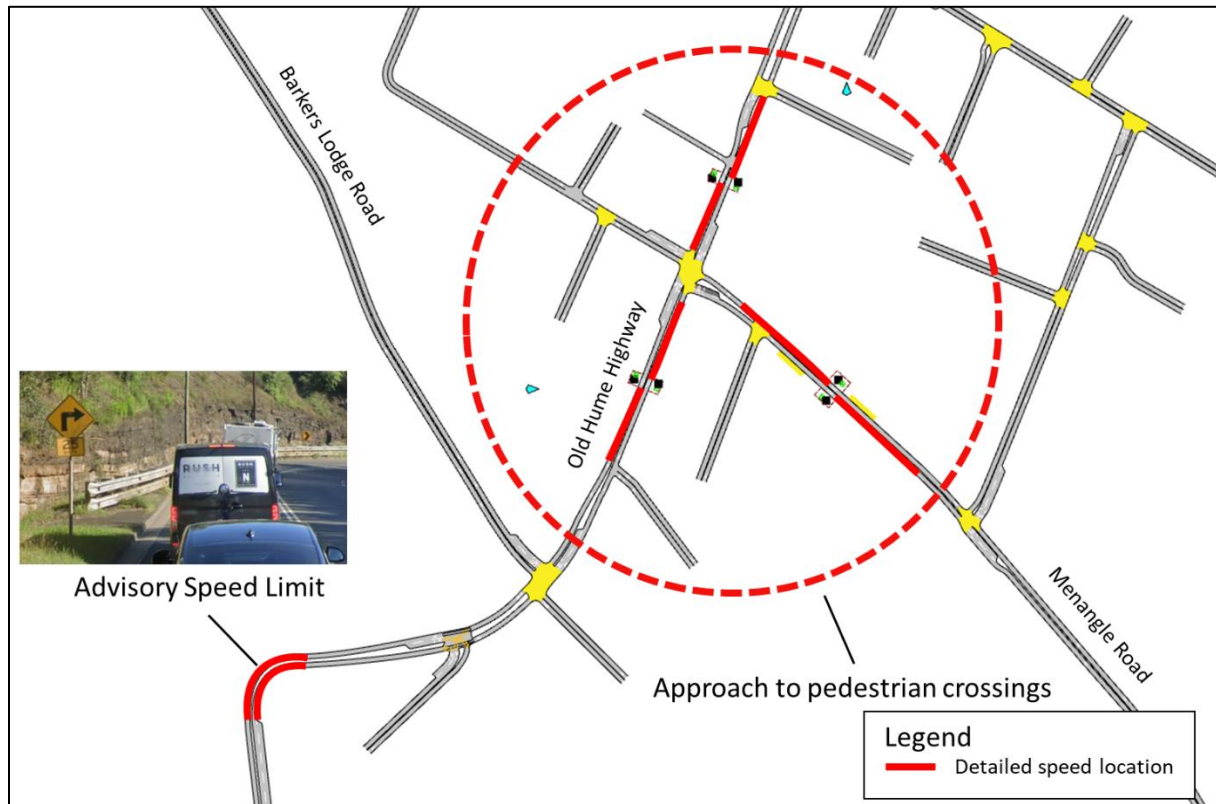 Barkers Lodge Road
Old Hume Highway
RUSH
N
25
Advisory Speed Limit
Menangle Road
Approach to pedestrian crossings
Legend
Detailed speed location